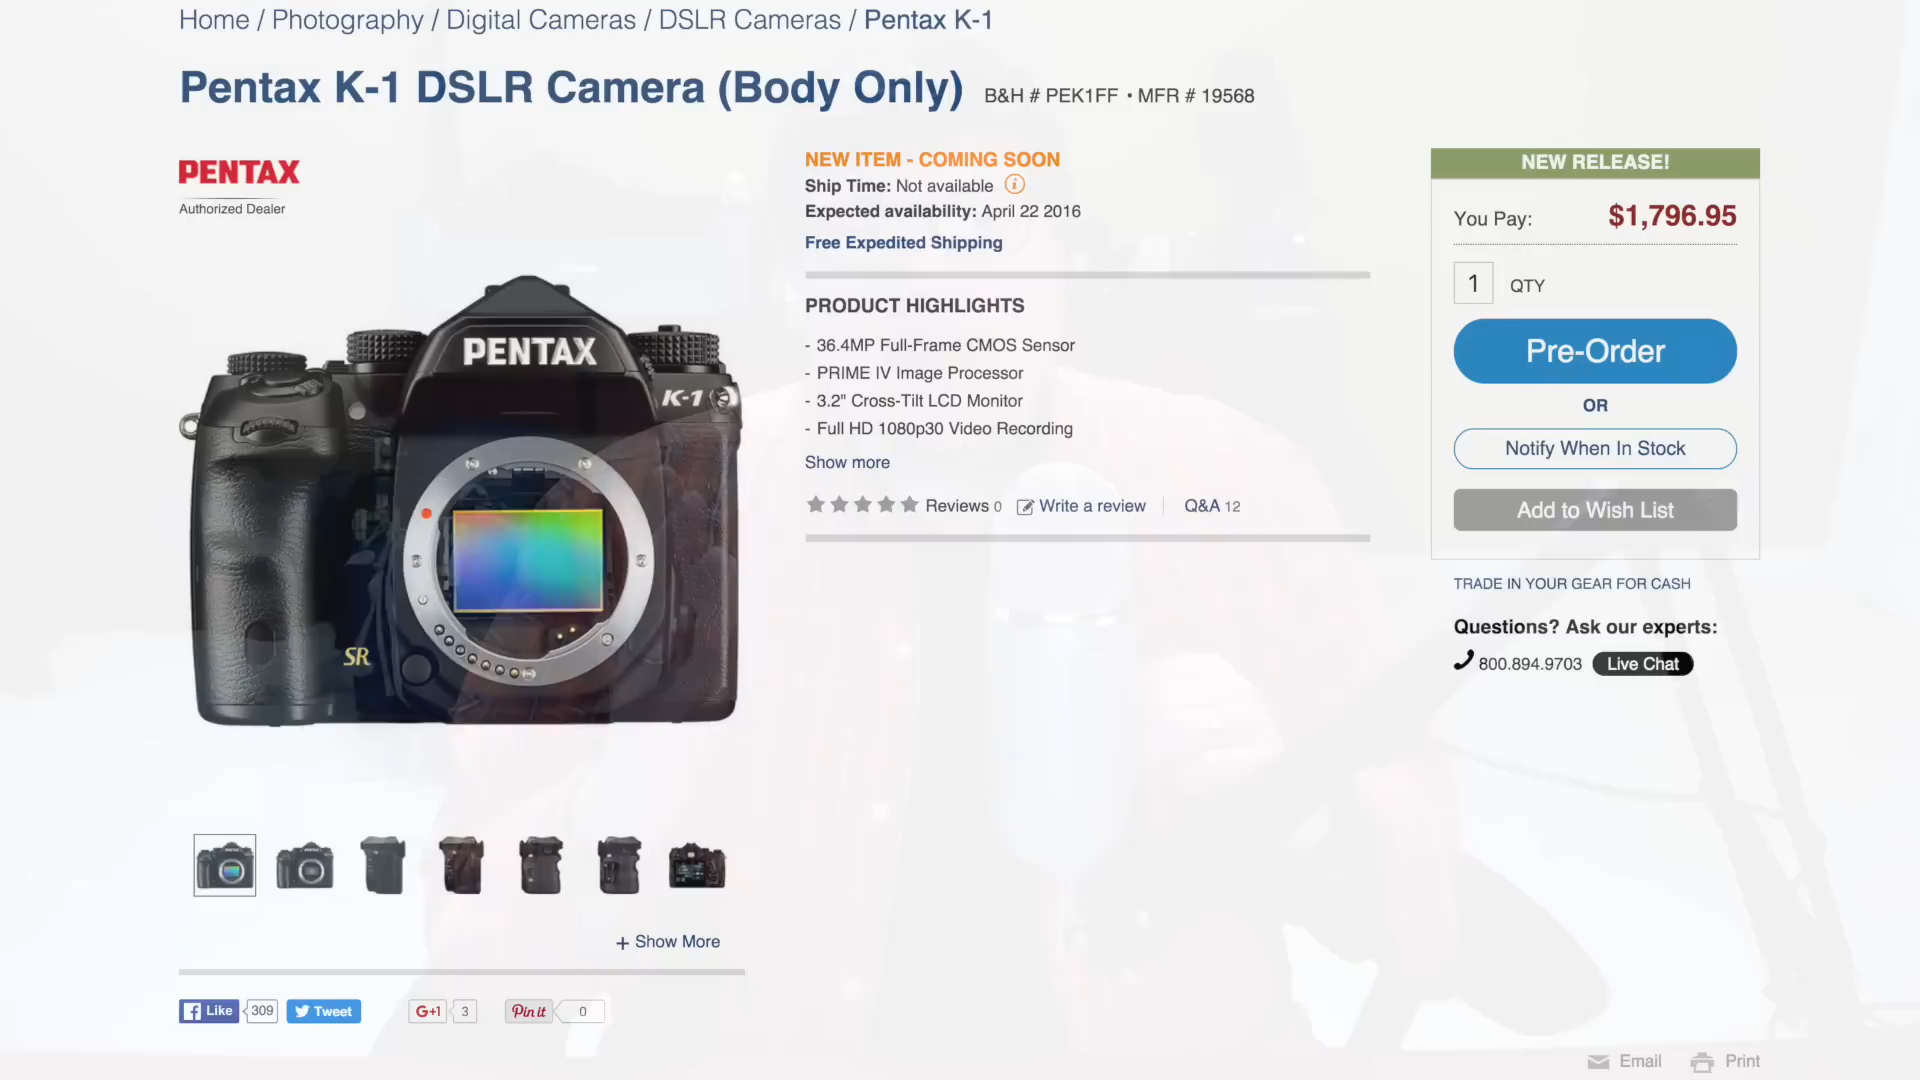 Home / Photography / Digital Cameras / DSLR Cameras / Pentax K-1
Pentax K-1 DSLR Camera (Body Only) B&H # PEK1FF • MFR # 19568
PENTAX
Authorized Dealer
PENTAX
K-1
SR
+ Show More
Like 309 Tweet G+1 3 Pin it 0
NEW ITEM - COMING SOON
Ship Time: Not available
Expected availability: April 22 2016
Free Expedited Shipping
PRODUCT HIGHLIGHTS
- 36.4MP Full-Frame CMOS Sensor
- PRIME IV Image Processor
- 3.2" Cross-Tilt LCD Monitor
- Full HD 1080p30 Video Recording
Show more
Reviews 0 Write a review Q&A 12
NEW RELEASE!
You Pay: $1,796.95
1 QTY
Pre-Order
OR
Notify When In Stock
Add to Wish List
TRADE IN YOUR GEAR FOR CASH
Questions? Ask our experts:
800.894.9703 Live Chat
Email Print